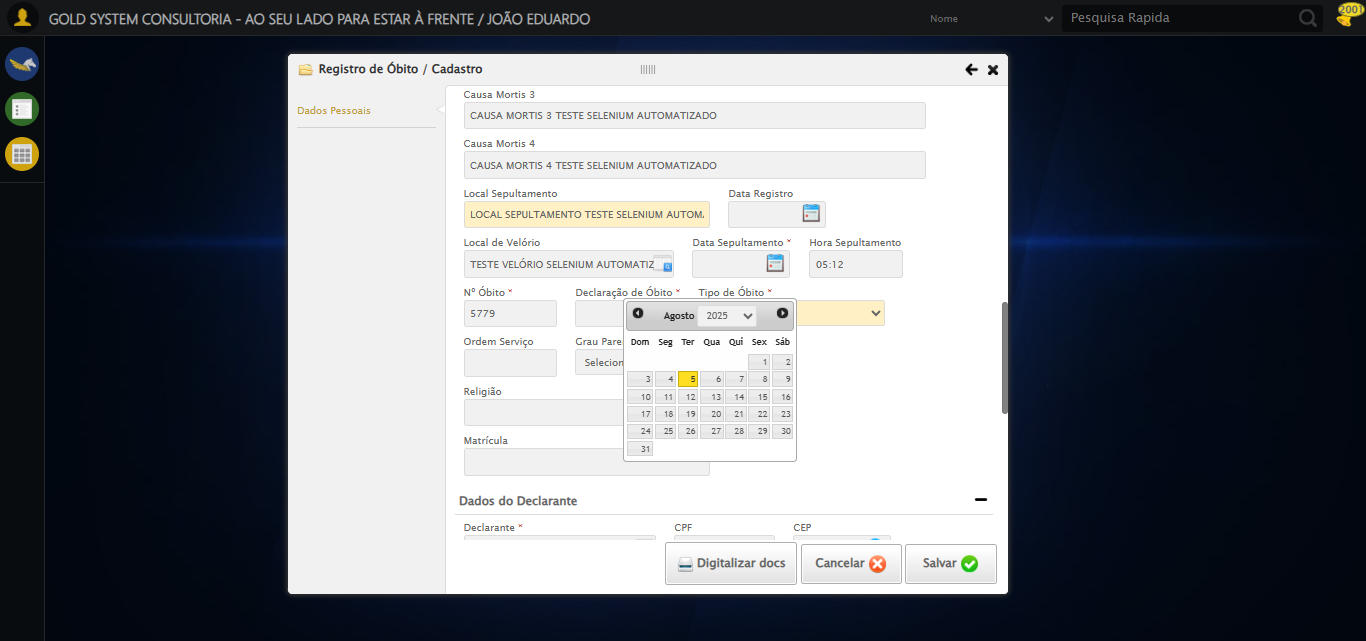 GOLD SYSTEM CONSULTORIA - AO SEU LADO PARA ESTAR À FRENTE / JOÃO EDUARDO
Nome
Pesquisa Rapida
2001
Registro de Óbito / Cadastro
Dados Pessoais
Causa Mortis 3
CAUSA MORTIS 3 TESTE SELENIUM AUTOMATIZADO
Causa Mortis 4
CAUSA MORTIS 4 TESTE SELENIUM AUTOMATIZADO
Local Sepultamento
Data Registro
LOCAL SEPULTAMENTO TESTE SELENIUM AUTOM
Local de Velório
Data Sepultamento *
Hora Sepultamento
TESTE VELÓRIO SELENIUM AUTOMATIZ
05:12
Nº Óbito *
Declaração de Óbito *
Tipo de Óbito *
5779
Agosto 2025
Dom Seg Ter Qua Qui Sex Sáb
1 2
3 4 5 6 7 8 9
10 11 12 13 14 15 16
17 18 19 20 21 22 23
24 25 26 27 28 29 30
31
Ordem Serviço
Grau Pare
Selecion
Religião
Matrícula
Dados do Declarante
Declarante *
CPF
CEP
Digitalizar docs
Cancelar
Salvar